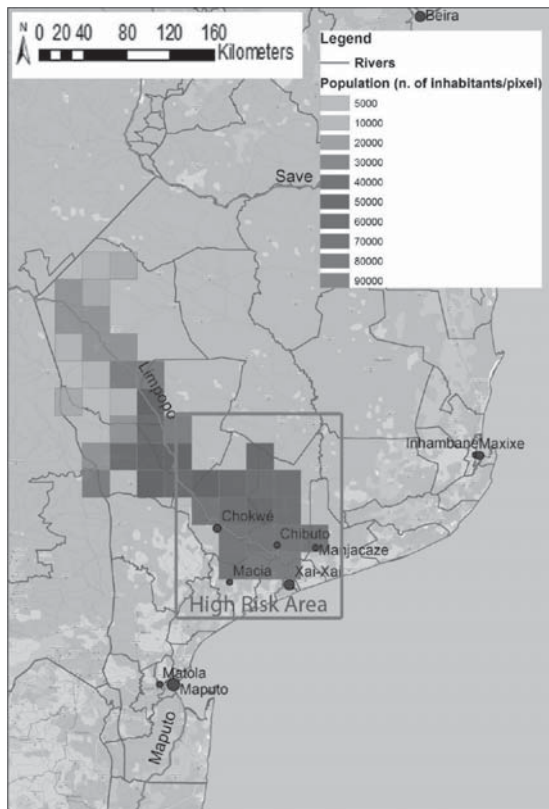 N
0 20 40 80 120 160
Kilometers
Beira
Legend
Rivers
Population (n. of inhabitants/pixel)
5000
10000
20000
30000
40000
50000
60000
70000
80000
90000
Save
Limpopo
Inhambane Maxixe
Chokwé
Chibuto
Manjacaze
Macia
Xai-Xai
High Risk Area
Matola
Maputo
Maputo